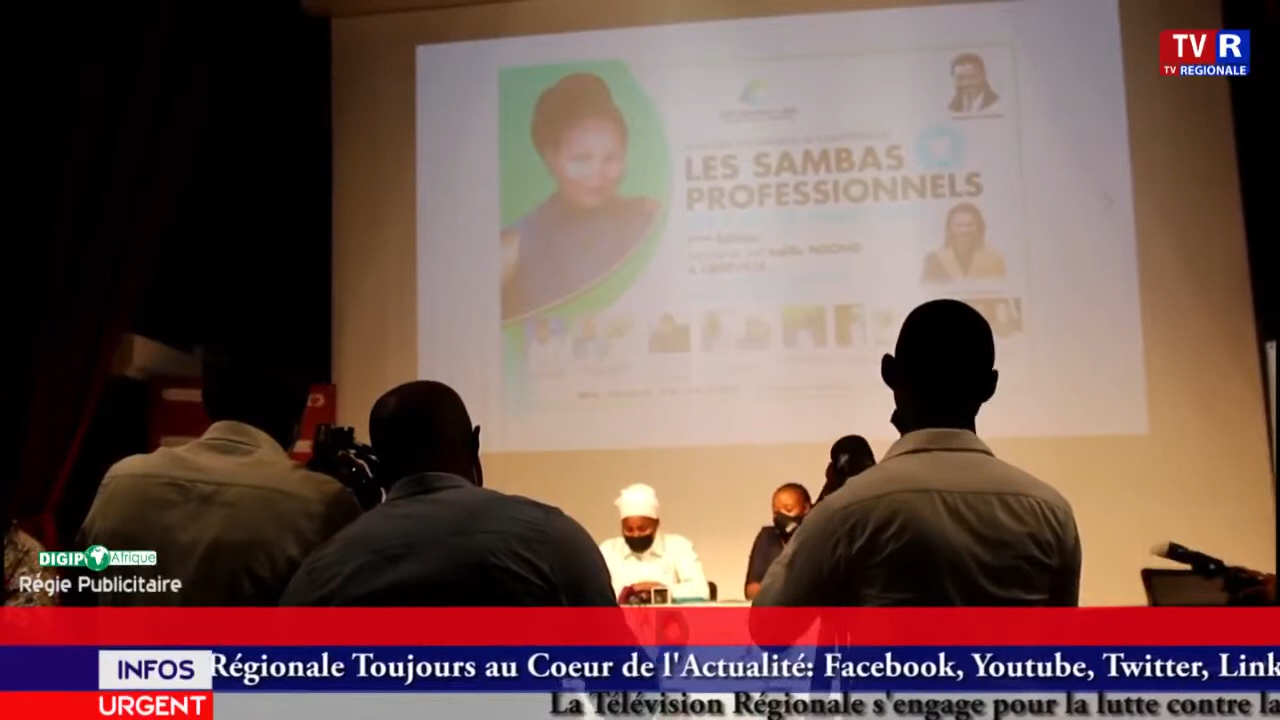 TV R
TV REGIONALE
LES SAMBAS
PROFESSIONNELS
DIGIP Afrique
Régie Publicitaire
INFOS
Régionale Toujours au Coeur de l'Actualité: Facebook, Youtube, Twitter, Link
URGENT
La Télévision Régionale s'engage pour la lutte contre la